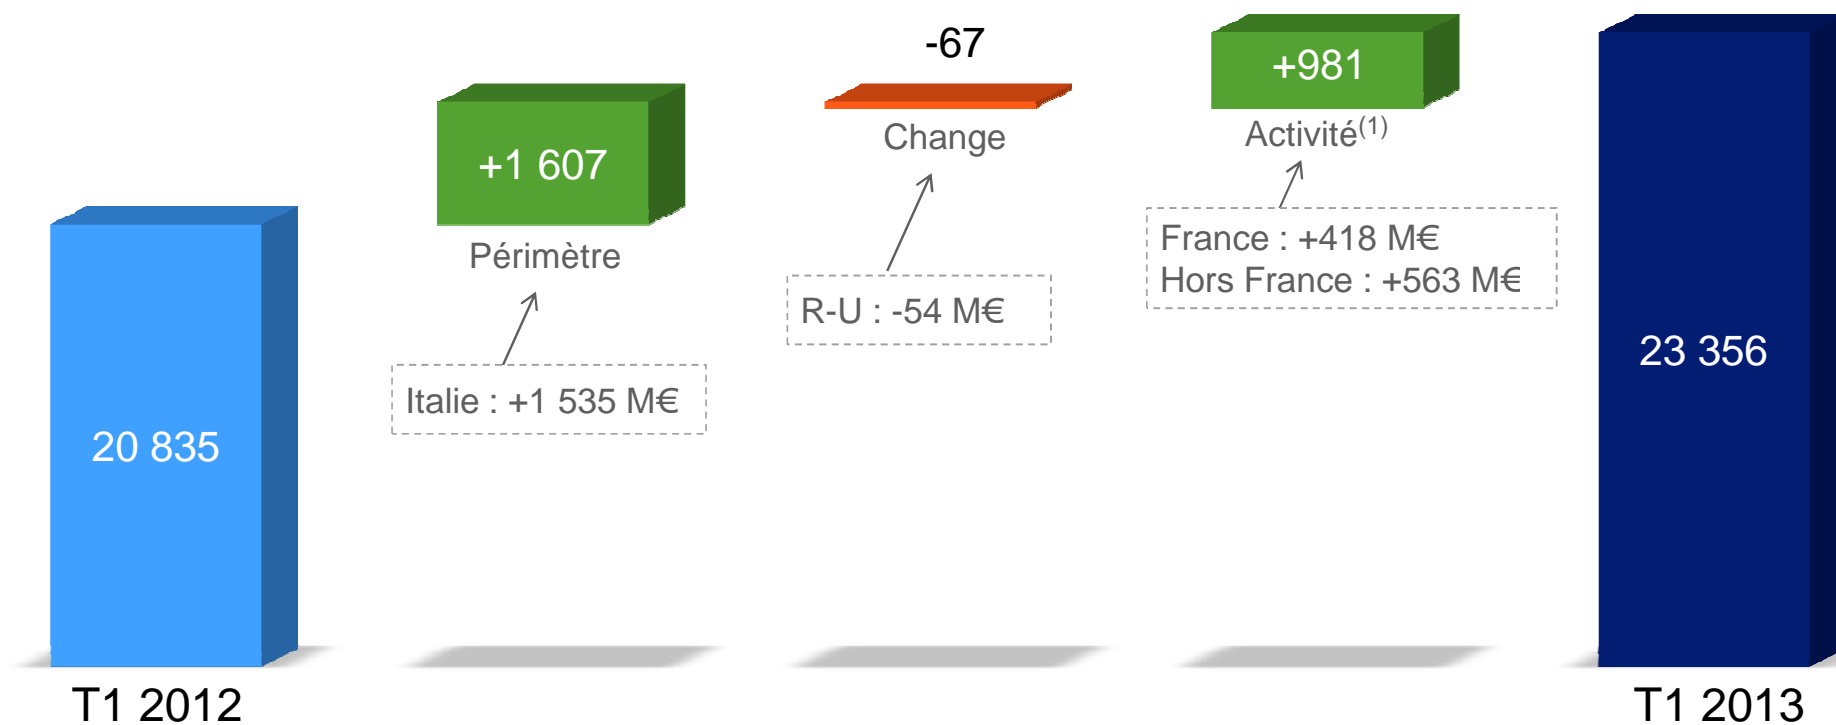 20 835
T1 2012
+1 607
Périmètre
Italie : +1 535 M€
-67
Change
R-U : -54 M€
+981
Activité(1)
France : +418 M€
Hors France : +563 M€
23 356
T1 2013